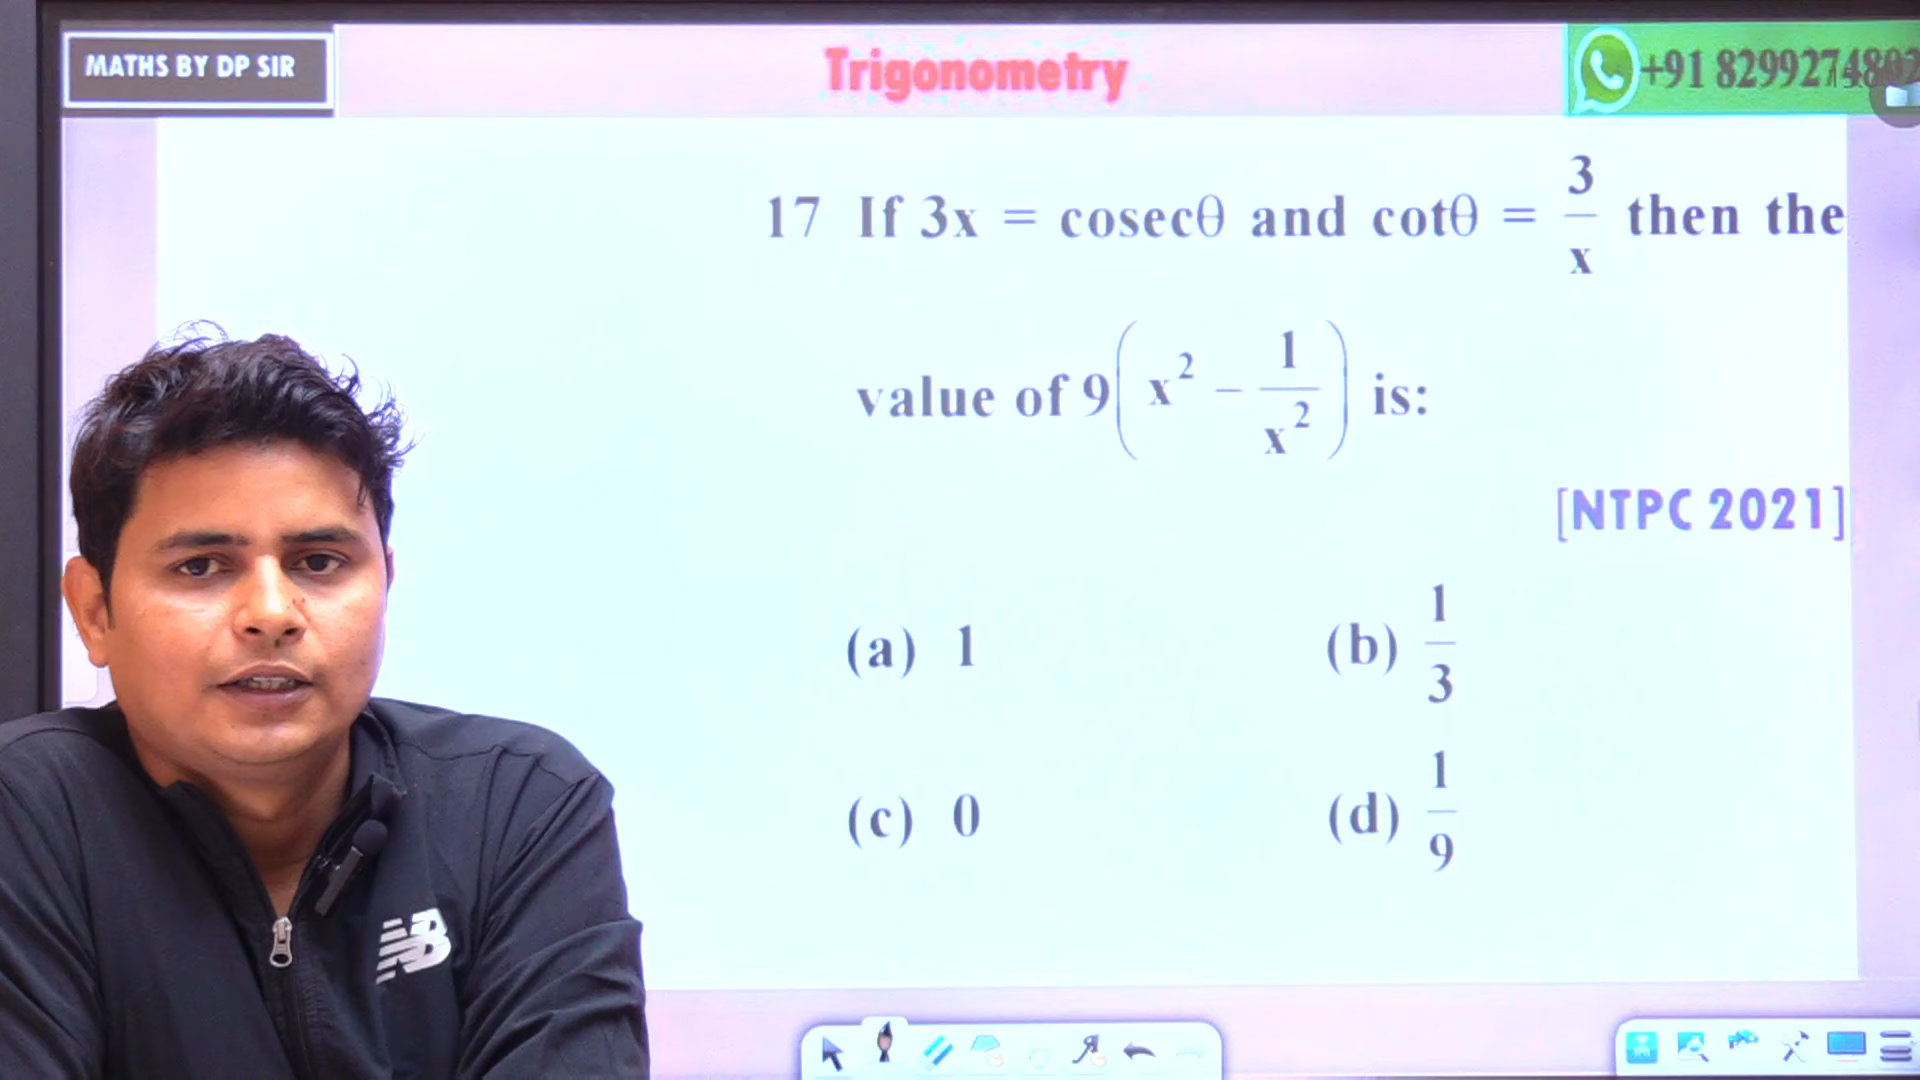 MATHS BY DP SIR
Trigonometry
+91 8299274802
17 If 3x = cosecθ and cotθ = 3/x then the
value of 9(x² - 1/x²) is:
[NTPC 2021]
(a) 1
(b) 1/3
(c) 0
(d) 1/9
NB